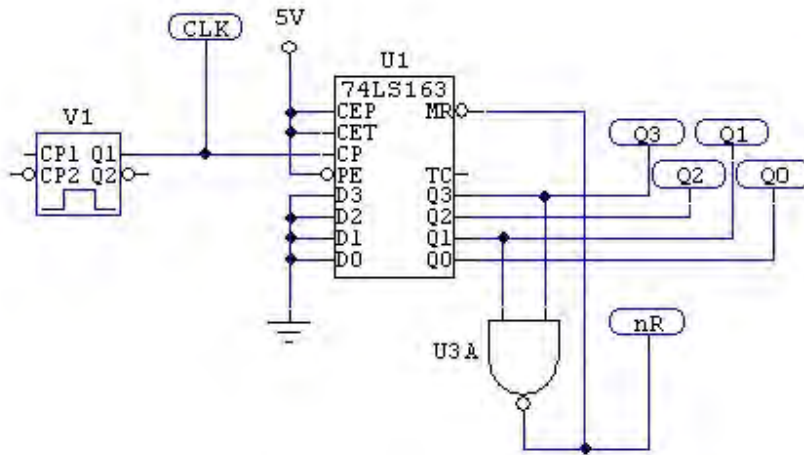 CLK
5V
U1
74LS163
V1
CEP
MR
CET
CP1
Q1
CP
CP2
Q2
PE
TC
D3
Q3
D2
Q2
D1
Q1
D0
Q0
Q3
Q1
Q2
Q0
U3A
nR